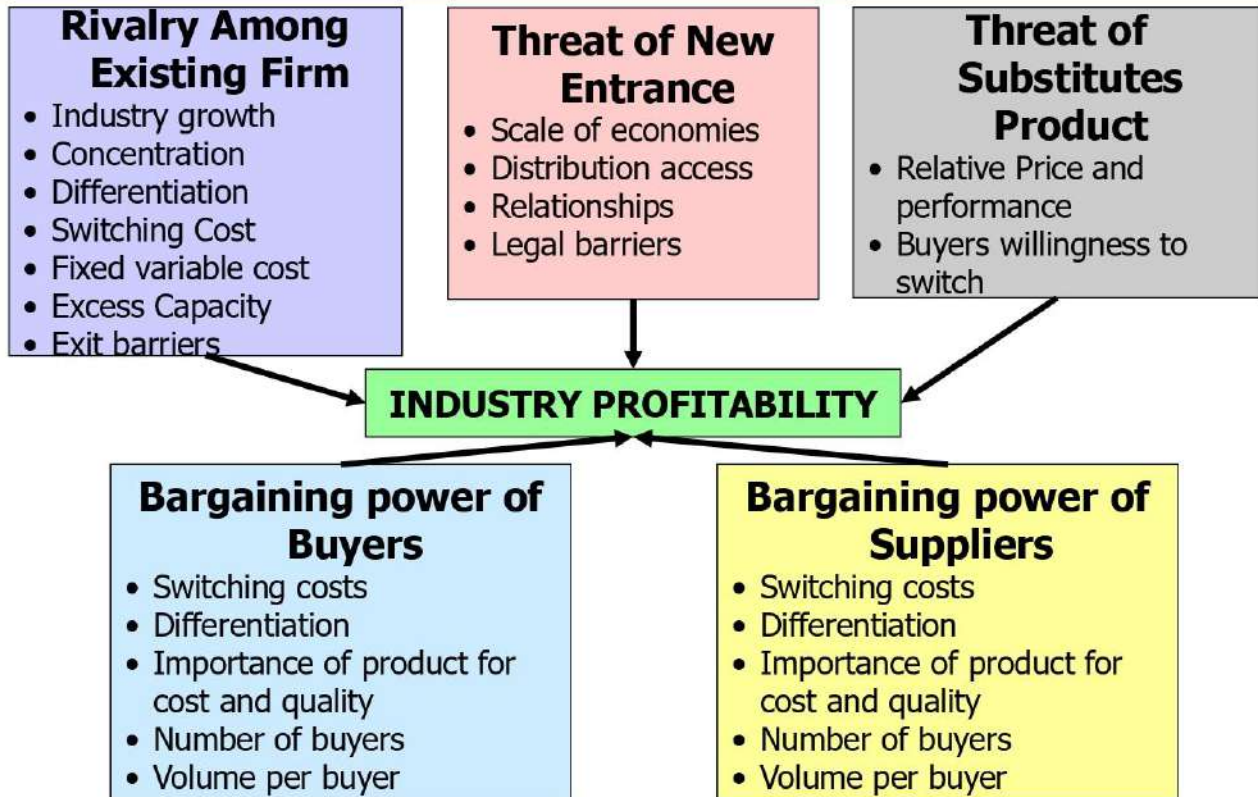 Rivalry Among
Existing Firm
• Industry growth
• Concentration
• Differentiation
• Switching Cost
• Fixed variable cost
• Excess Capacity
• Exit barriers
Threat of New
Entrance
• Scale of economies
• Distribution access
• Relationships
• Legal barriers
Threat of
Substitutes
Product
• Relative Price and
performance
• Buyers willingness to
switch
INDUSTRY PROFITABILITY
Bargaining power of
Buyers
• Switching costs
• Differentiation
• Importance of product for
cost and quality
• Number of buyers
• Volume per buyer
Bargaining power of
Suppliers
• Switching costs
• Differentiation
• Importance of product for
cost and quality
• Number of buyers
• Volume per buyer